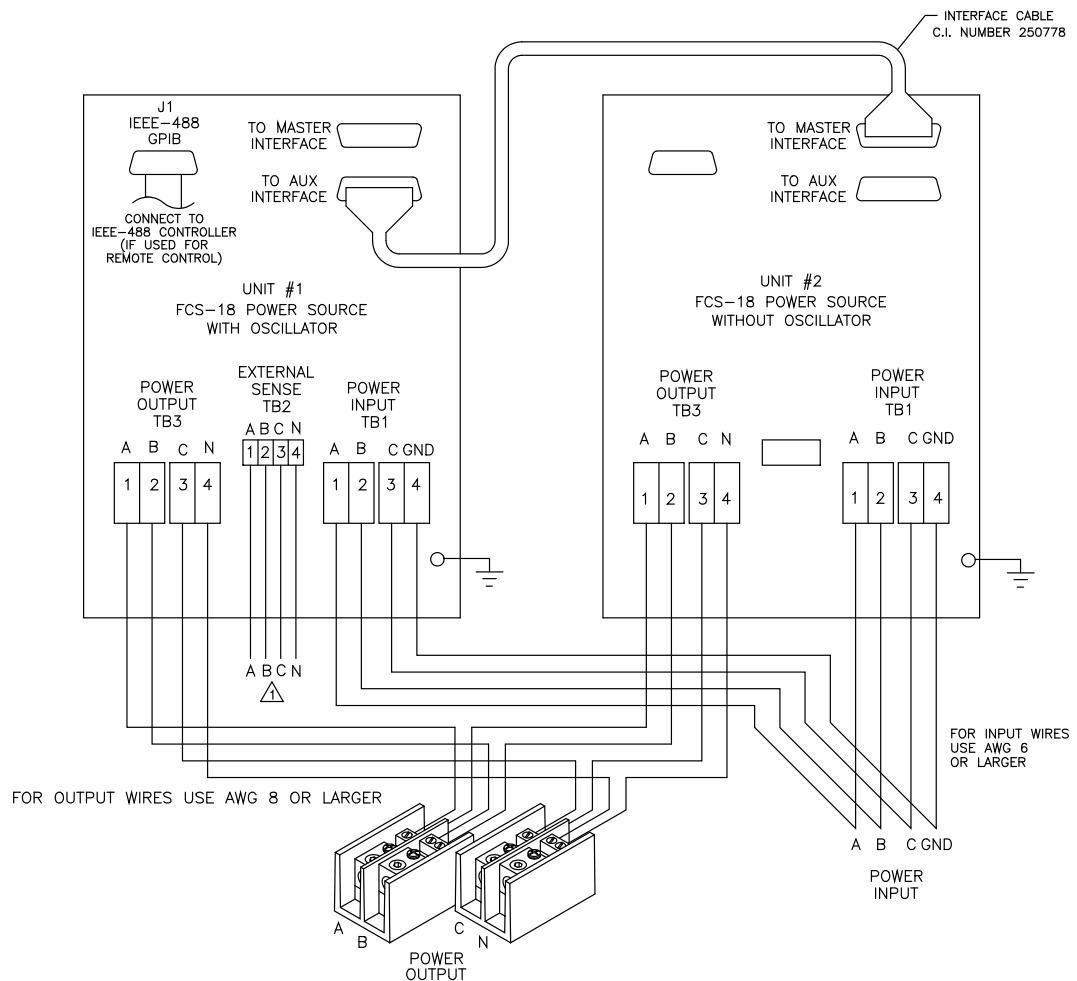 INTERFACE CABLE
C.I. NUMBER 250778
J1
IEEE-488
GPIB
TO MASTER
INTERFACE
TO AUX
INTERFACE
CONNECT TO
IEEE-488 CONTROLLER
(IF USED FOR
REMOTE CONTROL)
UNIT #1
FCS-18 POWER SOURCE
WITH OSCILLATOR
POWER
OUTPUT
TB3
A B C N
1 2 3 4
EXTERNAL
SENSE
TB2
A B C N
1 2 3 4
POWER
INPUT
TB1
A B C GND
1 2 3 4
A B C N
1
TO MASTER
INTERFACE
TO AUX
INTERFACE
UNIT #2
FCS-18 POWER SOURCE
WITHOUT OSCILLATOR
POWER
OUTPUT
TB3
A B C N
1 2 3 4
POWER
INPUT
TB1
A B C GND
1 2 3 4
FOR INPUT WIRES
USE AWG 6
OR LARGER
FOR OUTPUT WIRES USE AWG 8 OR LARGER
A B C GND
POWER
INPUT
A B C N
POWER
OUTPUT